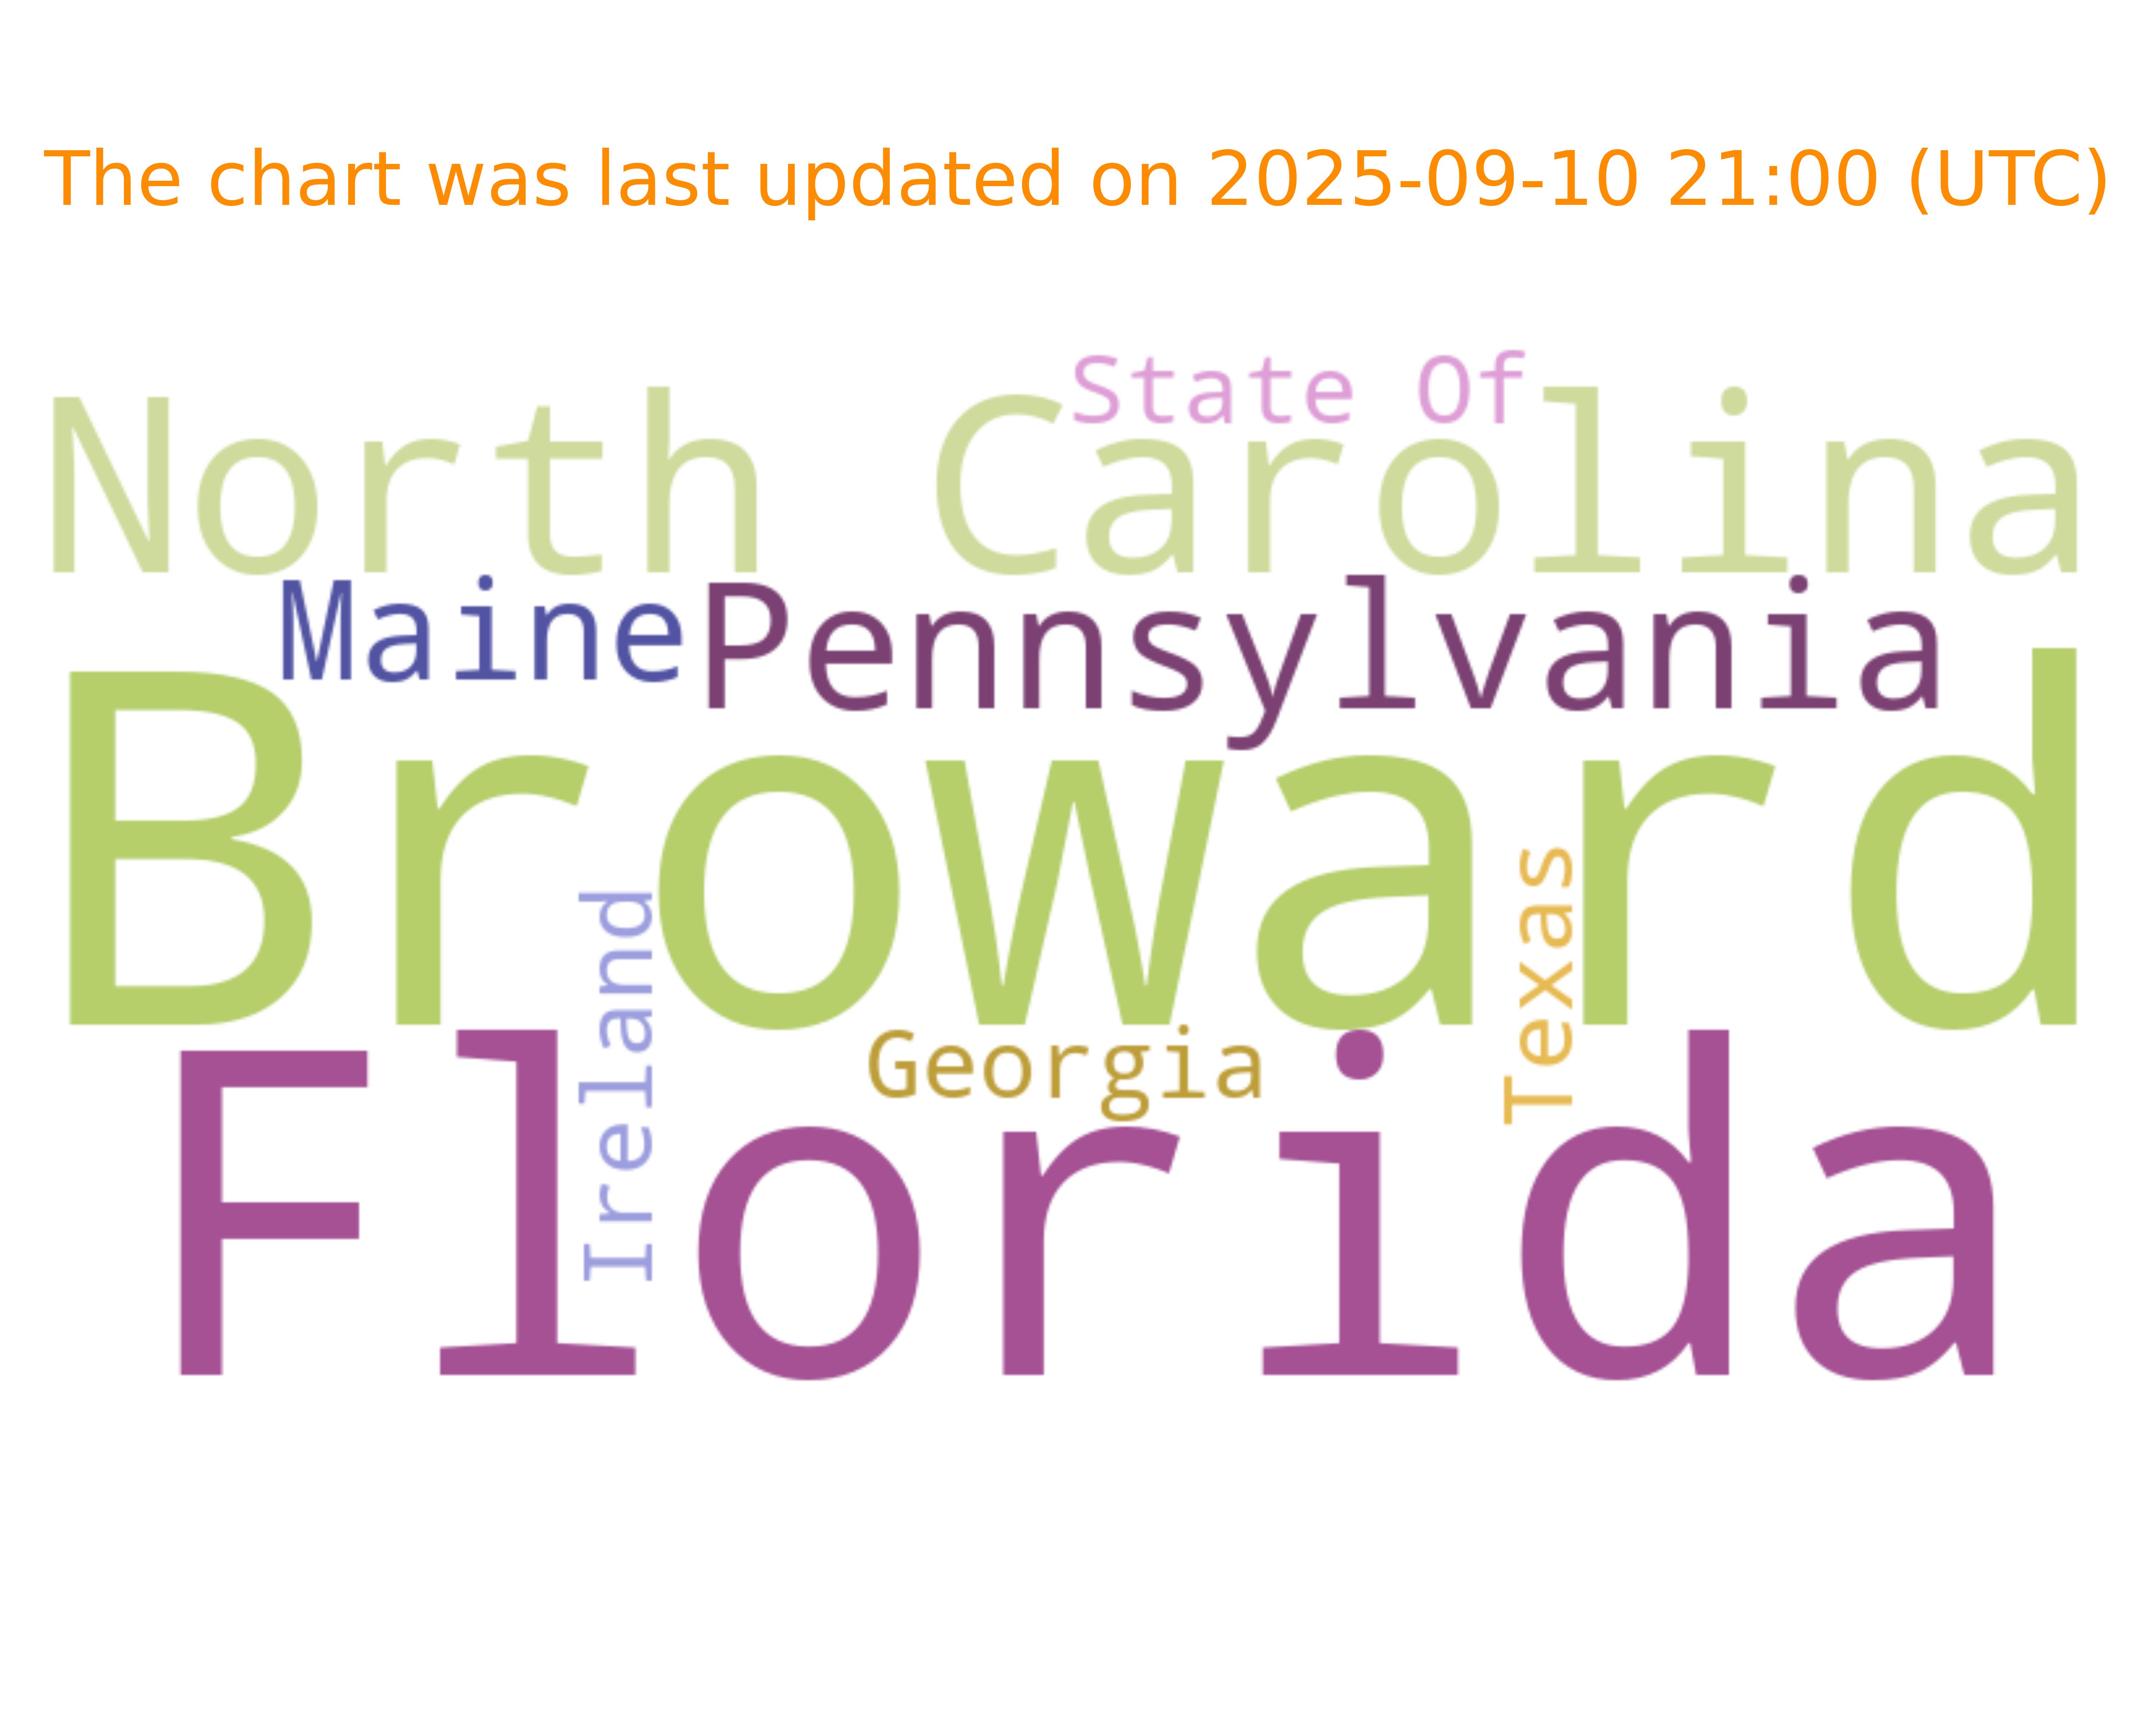 The chart was last updated on 2025-09-10 21:00 (UTC)
State Of
North Carolina
Maine
Pennsylvania
Broward
Ireland
Texas
Georgia
Florida